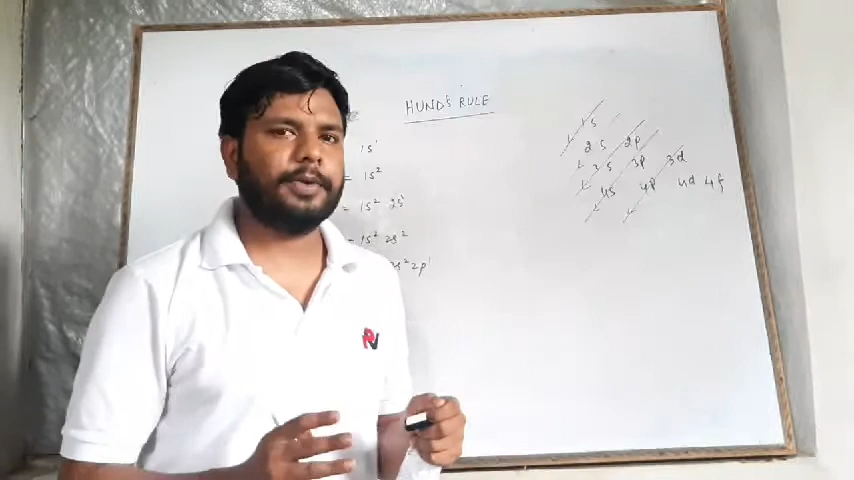 HUND'S RULE
1s¹
= 1s²
= 1s² 2s¹
= 1s² 2s²
2s² 2p¹
1s
2s 2p
3s 3p 3d
4s 4p 4d 4f
RV